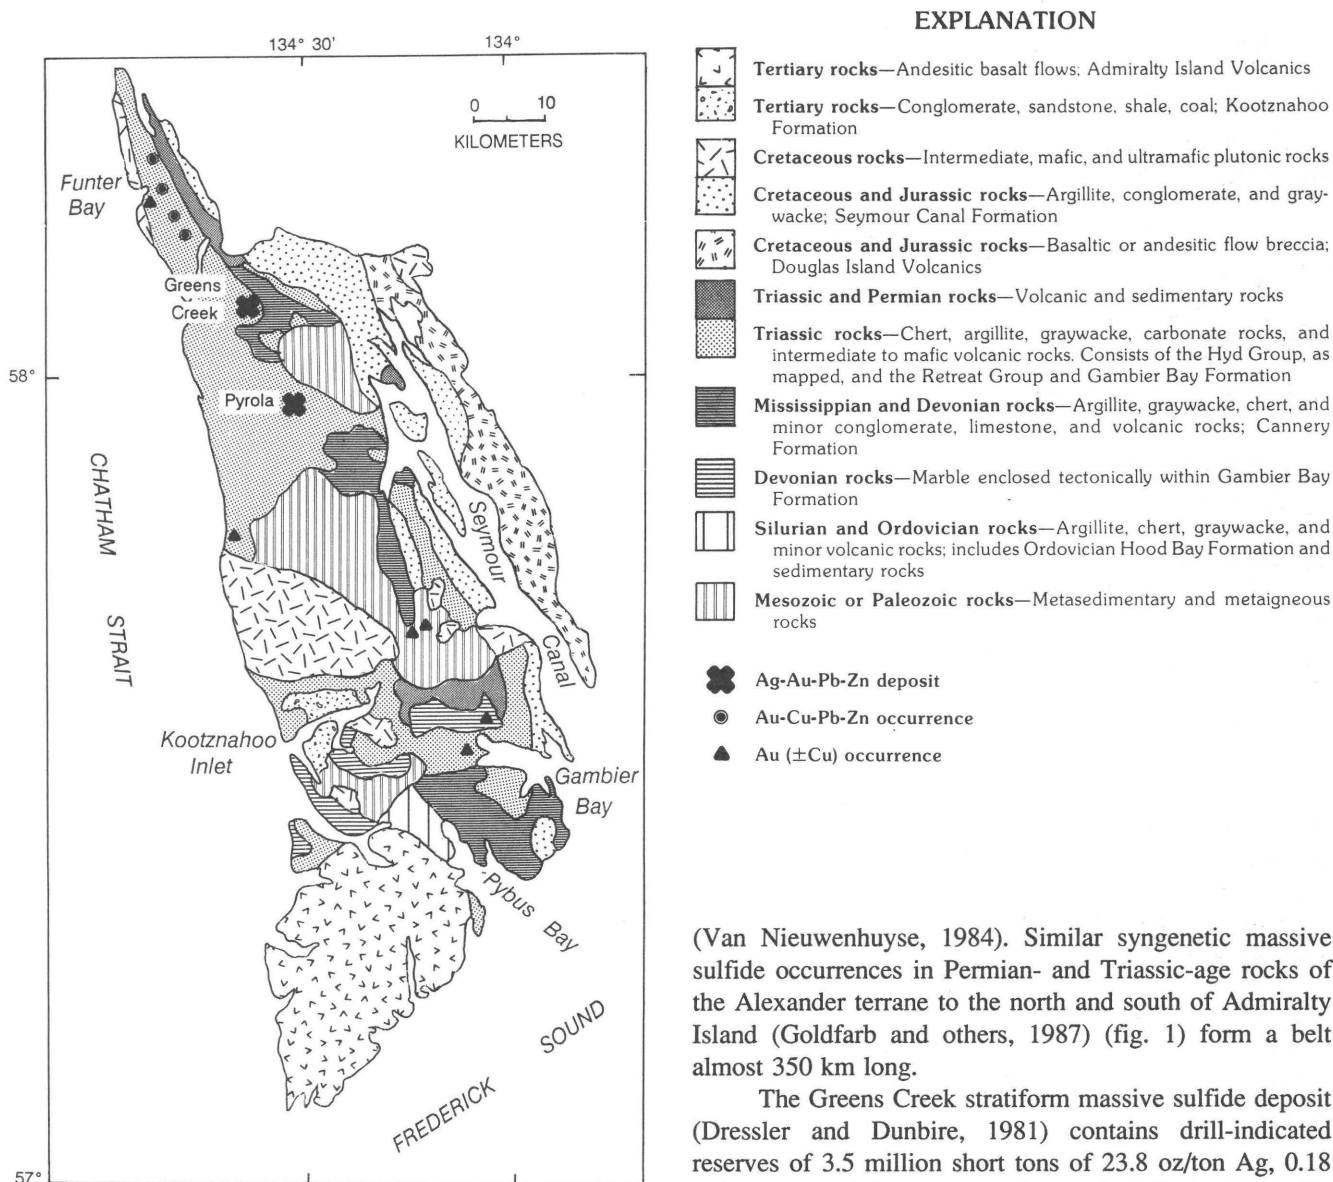 134° 30'
134°
0 10
KILOMETERS
Funter
Bay
Greens
Creek
58°
Pyrola
CHATHAM
STRAIT
Seymour
Canal
Kootznahoo
Inlet
Gambier
Bay
Pybus Bay
FREDERICK SOUND
57°
EXPLANATION
Tertiary rocks—Andesitic basalt flows; Admiralty Island Volcanics
Tertiary rocks—Conglomerate, sandstone, shale, coal; Kootznahoo
Formation
Cretaceous rocks—Intermediate, mafic, and ultramafic plutonic rocks
Cretaceous and Jurassic rocks—Argillite, conglomerate, and gray-
wacke; Seymour Canal Formation
Cretaceous and Jurassic rocks—Basaltic or andesitic flow breccia;
Douglas Island Volcanics
Triassic and Permian rocks—Volcanic and sedimentary rocks
Triassic rocks—Chert, argillite, graywacke, carbonate rocks, and
intermediate to mafic volcanic rocks. Consists of the Hyd Group, as
mapped, and the Retreat Group and Gambier Bay Formation
Mississippian and Devonian rocks—Argillite, graywacke, chert, and
minor conglomerate, limestone, and volcanic rocks; Cannery
Formation
Devonian rocks—Marble enclosed tectonically within Gambier Bay
Formation
Silurian and Ordovician rocks—Argillite, chert, graywacke, and
minor volcanic rocks; includes Ordovician Hood Bay Formation and
sedimentary rocks
Mesozoic or Paleozoic rocks—Metasedimentary and metaigneous
rocks
Ag-Au-Pb-Zn deposit
Au-Cu-Pb-Zn occurrence
Au (±Cu) occurrence
(Van Nieuwenhuyse, 1984). Similar syngenetic massive
sulfide occurrences in Permian- and Triassic-age rocks of
the Alexander terrane to the north and south of Admiralty
Island (Goldfarb and others, 1987) (fig. 1) form a belt
almost 350 km long.
The Greens Creek stratiform massive sulfide deposit
(Dressler and Dunbire, 1981) contains drill-indicated
reserves of 3.5 million short tons of 23.8 oz/ton Ag, 0.18